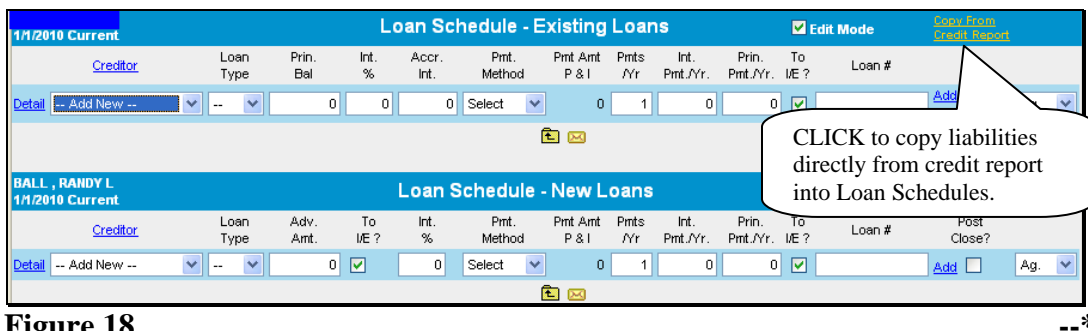 1/1/2010 Current Loan Schedule - Existing Loans Edit Mode Copy From
Credit Report
Creditor Loan Type Prin. Bal Int. % Accr. Int. Pmt. Method Pmt Amt P & I Pmts /Yr Int. Pmt./Yr. Prin. Pmt./Yr. To I/E ? Loan #
Detail -- Add New -- -- 0 0 0 Select 0 1 0 0 Add
CLICK to copy liabilities
directly from credit report
into Loan Schedules.
BALL , RANDY L
1/1/2010 Current Loan Schedule - New Loans
Creditor Loan Type Adv. Amt. To I/E ? Int. % Pmt. Method Pmt Amt P & I Pmts /Yr Int. Pmt./Yr. Prin. Pmt./Yr. To I/E ? Loan # Post Close?
Detail -- Add New -- -- 0 0 Select 0 1 0 0 Add Ag.
Figure 18 --*